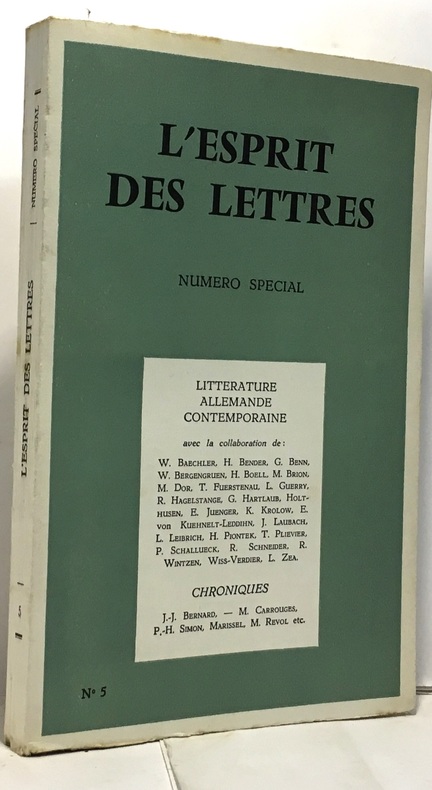 L'ESPRIT
DES LETTRES
NUMERO SPECIAL
LITTERATURE
ALLEMANDE
CONTEMPORAINE
avec la collaboration de :
W. BAECHLER, H. BENDER, G. BENN,
W. BERGENGRUEN, H. BOELL, M. BRION,
M. DOR, T. FUERSTENAU, L. GUERRY,
R. HAGELSTANGE, G. HARTLAUB, HOLT-
HUSEN, E. JUENGER, K. KROLOW, E.
von KUEHNELT-LEDDIHN, J. LAUBACH,
L. LEIBRICH, H. PIONTEK, T. PLIEVIER,
P. SCHALLUECK, R. SCHNEIDER, R.
WINTZEN, WISS-VERDIER, L. ZEA.
CHRONIQUES
J.-J. BERNARD, — M. CARROUGES,
P.-H. SIMON, MARISSEL, M. REVOL etc.
N° 5
5 | L'ESPRIT DES LETTRES | NUMERO SPECIAL